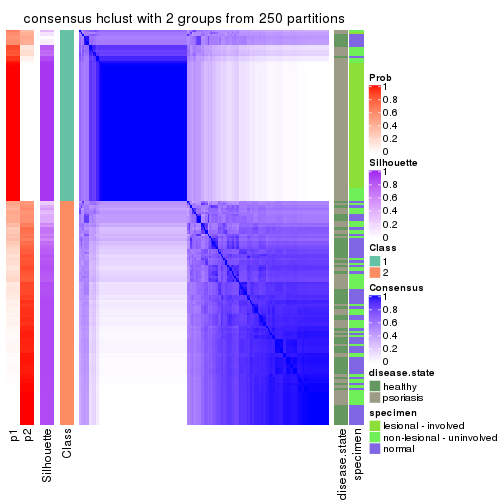 consensus hclust with 2 groups from 250 partitions
Prob
1
0.8
0.6
0.4
0.2
0
Silhouette
1
0.8
0.6
0.4
0.2
0
Class
1
2
Consensus
1
0.8
0.6
0.4
0.2
0
disease.state
healthy
psoriasis
specimen
lesional - involved
non-lesional - uninvolved
normal
p1
p2
Silhouette
Class
disease.state
specimen